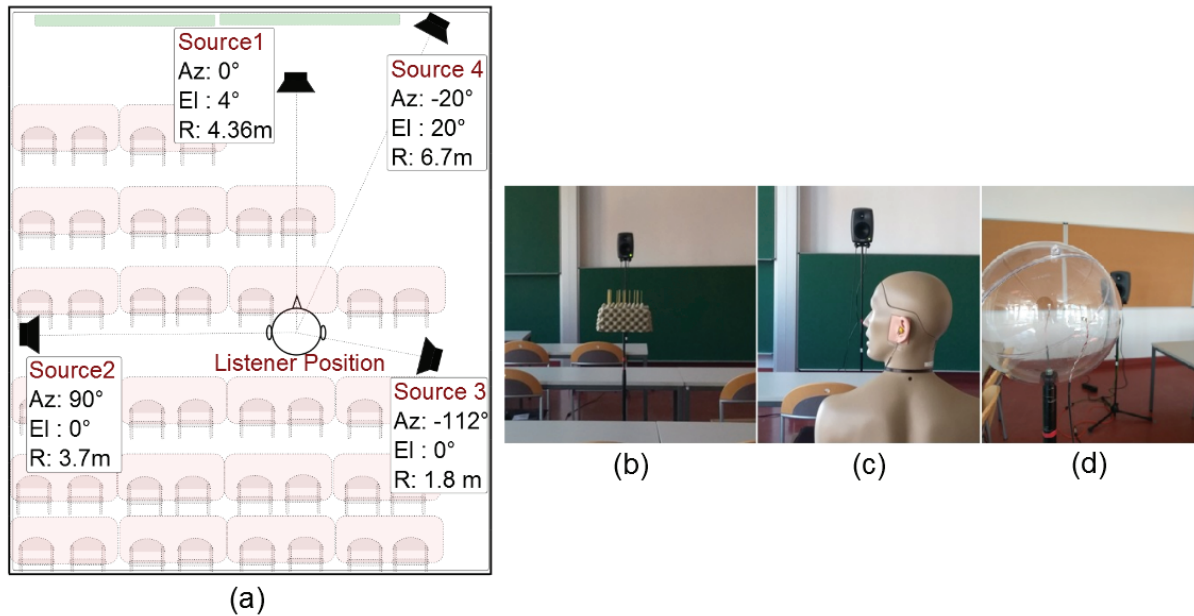 Source1
Az: 0°
El : 4°
R: 4.36m
Source 4
Az: -20°
El : 20°
R: 6.7m
Listener Position
Source2
Az: 90°
El : 0°
R: 3.7m
Source 3
Az: -112°
El : 0°
R: 1.8 m
(a)
(b)
(c)
(d)